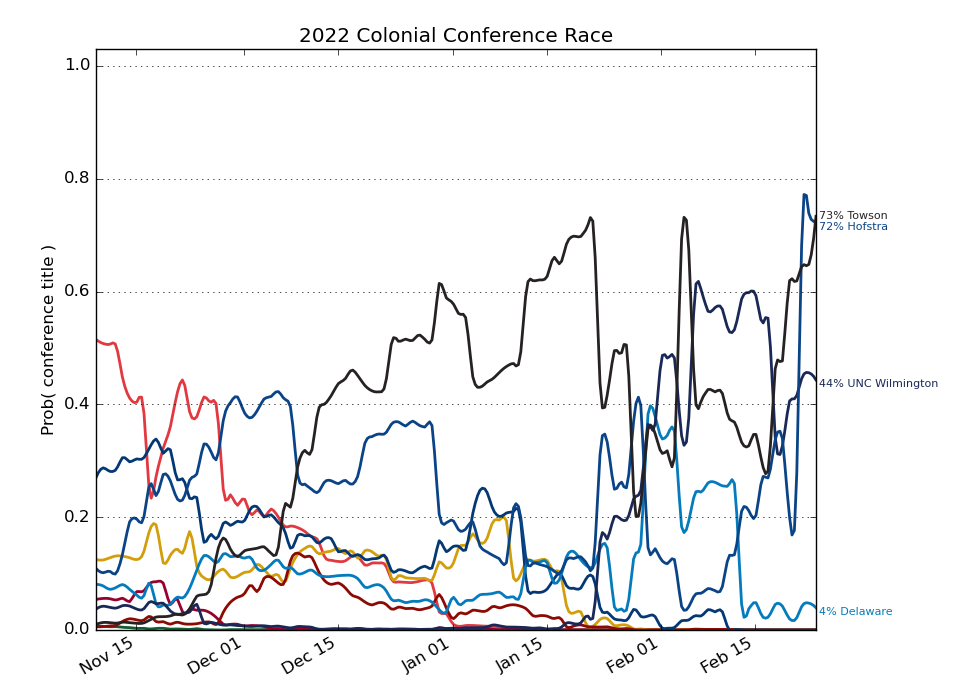 2022 Colonial Conference Race
Prob( conference title )
1.0
0.8
0.6
0.4
0.2
0.0
73% Towson
72% Hofstra
44% UNC Wilmington
4% Delaware
Nov 15
Dec 01
Dec 15
Jan 01
Jan 15
Feb 01
Feb 15